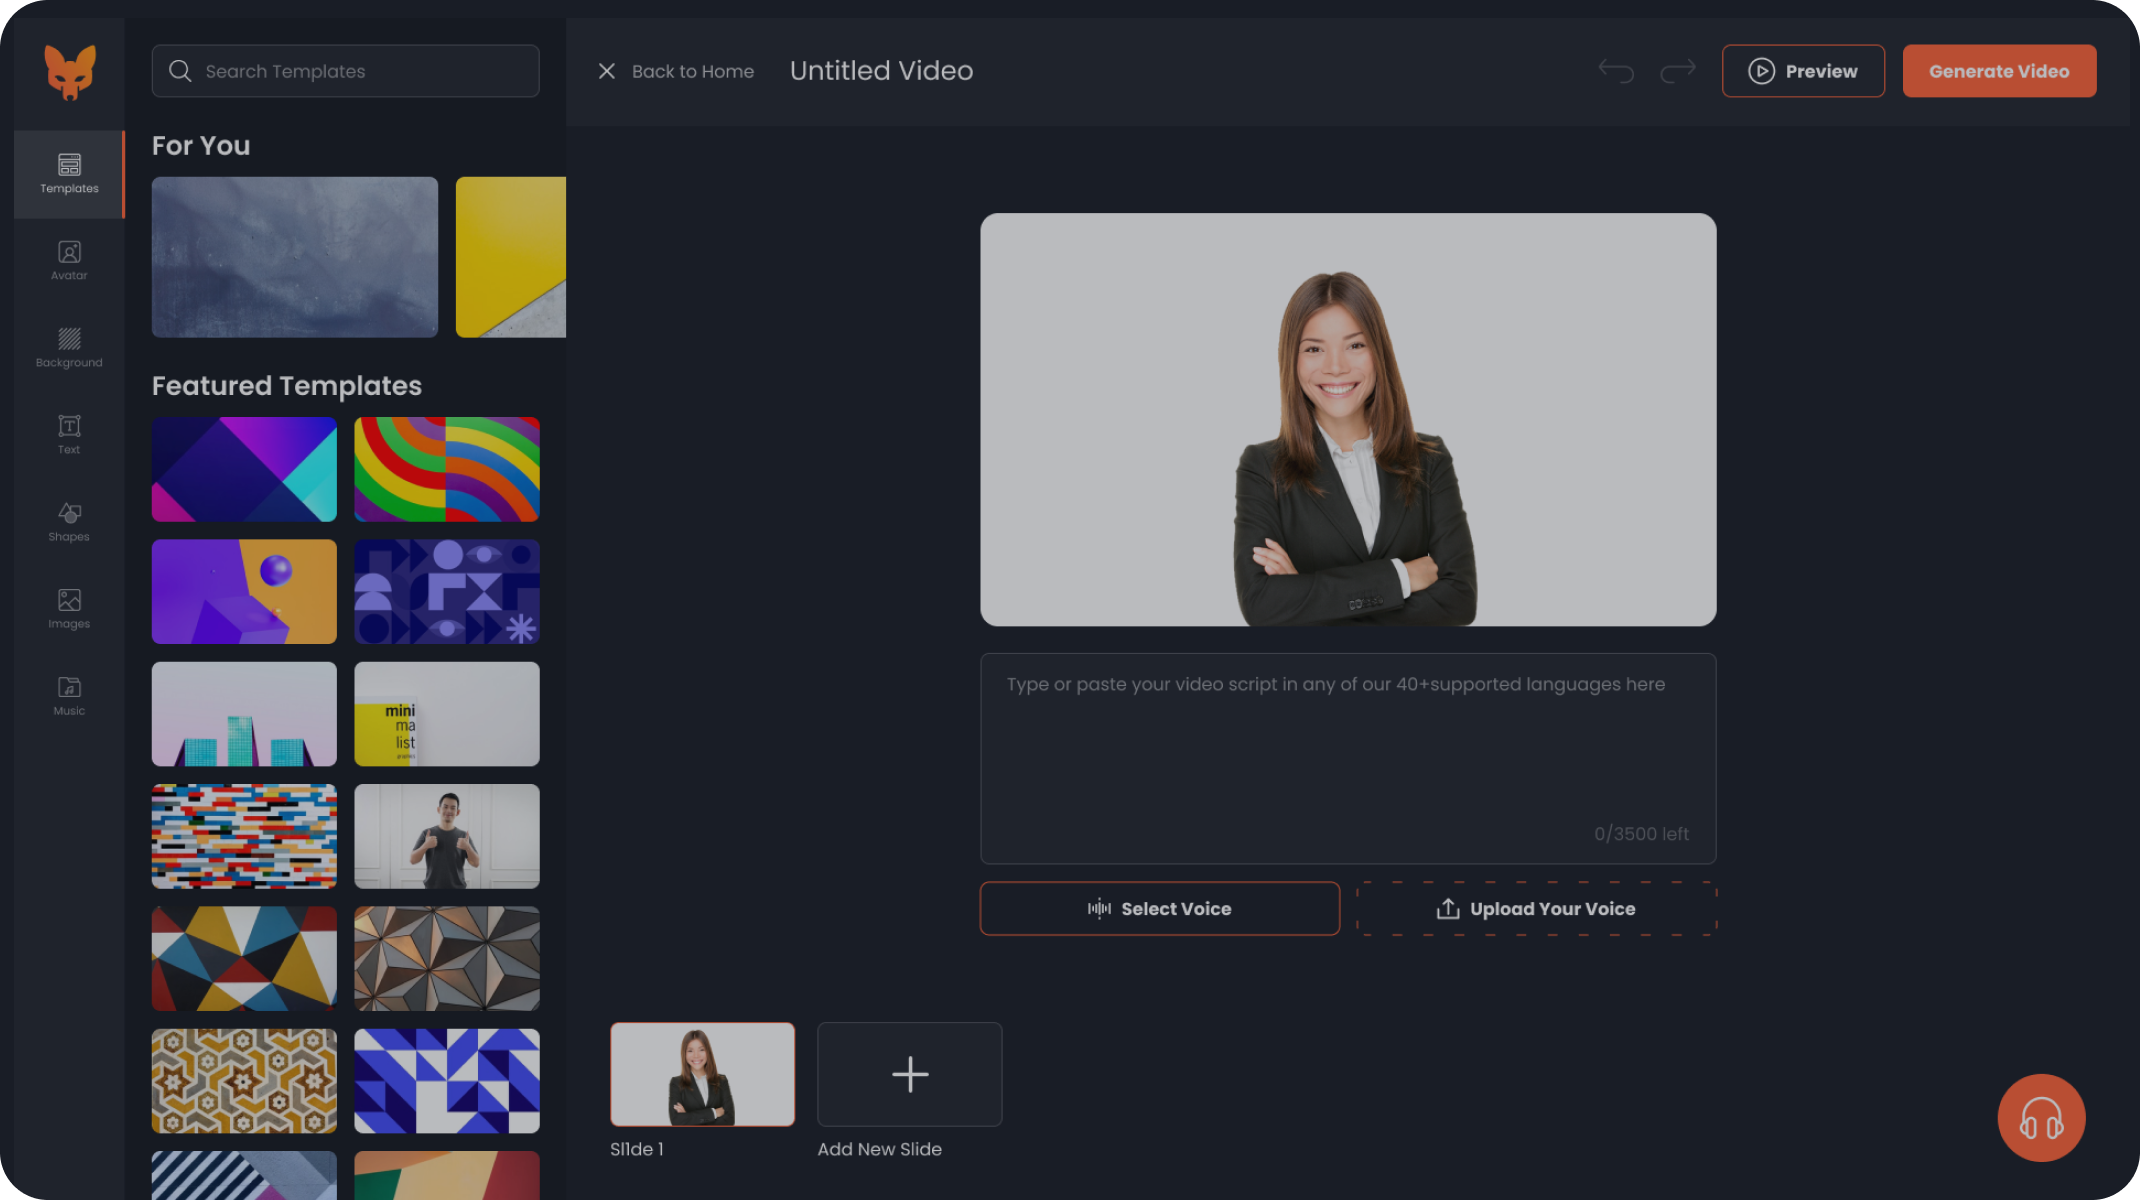 Search Templates
Back to Home
Untitled Video
Preview
Generate Video
Templates
Avatar
Background
Text
Shapes
Images
Music
For You
Featured Templates
mini
ma
list
Type or paste your video script in any of our 40+supported languages here
0/3500 left
Select Voice
Upload Your Voice
Slide 1
Add New Slide